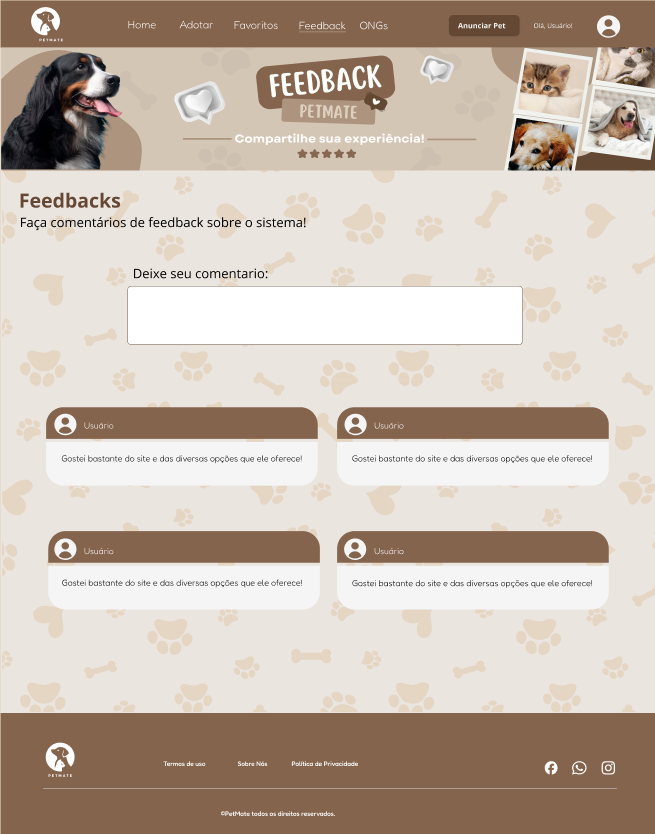 PETMATE
Home Adotar Favoritos Feedback ONGs Anunciar Pet Olá, Usuário!
FEEDBACK
PETMATE
Compartilhe sua experiência!
Feedbacks
Faça comentários de feedback sobre o sistema!
Deixe seu comentario:
Usuário
Gostei bastante do site e das diversas opções que ele oferece!
Usuário
Gostei bastante do site e das diversas opções que ele oferece!
Usuário
Gostei bastante do site e das diversas opções que ele oferece!
Usuário
Gostei bastante do site e das diversas opções que ele oferece!
PETMATE
Termos de uso Sobre Nós Política de Privacidade
©PetMate todos os direitos reservados.